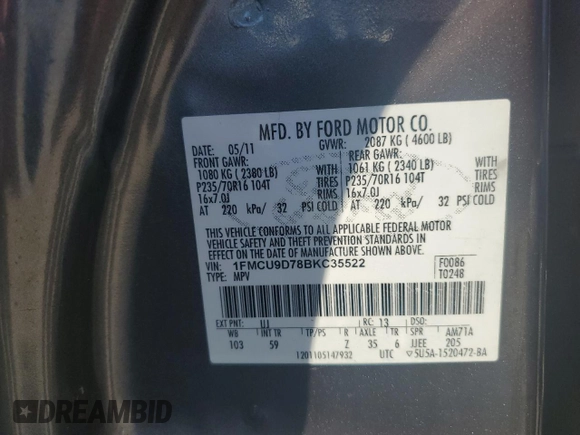 MFD. BY FORD MOTOR CO.
DATE: 05/11 GVWR: 2087 KG ( 4600 LB)
FRONT GAWR: REAR GAWR:
1080 KG ( 2380 LB) WITH 1061 KG ( 2340 LB) WITH
P235/70R16 104T TIRES P235/70R16 104T TIRES
16x7.0J RIMS 16x7.0J RIMS
AT 220 kPa/ 32 PSI COLD AT 220 kPa/ 32 PSI COLD
THIS VEHICLE CONFORMS TO ALL APPLICABLE FEDERAL MOTOR
VEHICLE SAFETY AND THEFT PREVENTION STANDARDS IN
EFFECT ON THE DATE OF MANUFACTURE SHOWN ABOVE.
VIN: 1FMCU9D78BKC35522 F0086
TYPE: MPV T0248
EXT PNT: UJ RC: 13 DSO:
WB INT TR TP/PS R AXLE TR SPR AM71A
103 59 Z 35 6 JJEE 205
1201105147932 UTC 5U5A-1520472-BA
DREAMBID